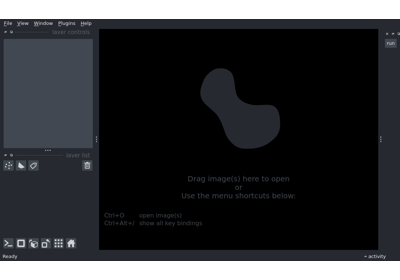 File View Window Plugins Help
layer controls
run
layer list
Drag image(s) here to open
or
Use the menu shortcuts below:
Ctrl+O open image(s)
Ctrl+Alt+/ show all key bindings
Ready
activity